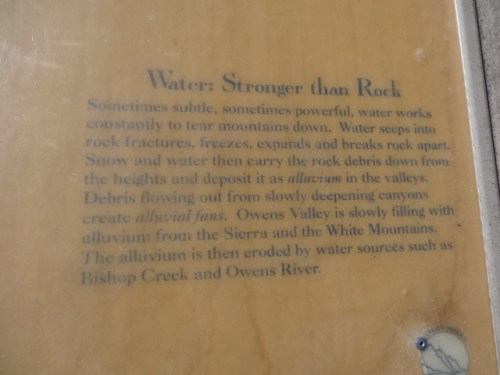 Water: Stronger than Rock
Sometimes subtle, sometimes powerful, water works
constantly to tear mountains down. Water seeps into
rock fractures, freezes, expands and breaks rock apart.
Snow and water then carry the rock debris down from
the heights and deposit it as alluvium in the valleys.
Debris flowing out from slowly deepening canyons
create alluvial fans. Owens Valley is slowly filling with
alluvium from the Sierra and the White Mountains.
The alluvium is then eroded by water sources such as
Bishop Creek and Owens River.